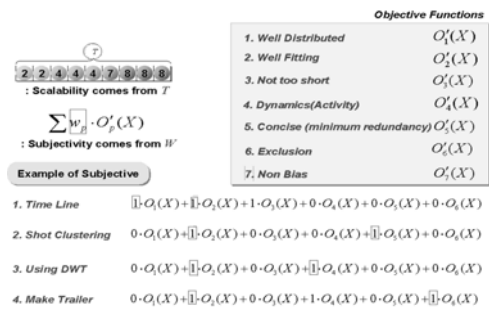 Objective Functions
T
2 2 4 4 4 7 8 8 8
: Scalability comes from T
∑ w_p · O'_p(X)
: Subjectivity comes from W
1. Well Distributed O'_1(X)
2. Well Fitting O'_2(X)
3. Not too short O'_3(X)
4. Dynamics(Activity) O'_4(X)
5. Concise (minimum redundancy) O'_5(X)
6. Exclusion O'_6(X)
7. Non Bias O'_7(X)
Example of Subjective
1. Time Line 1·O_1(X)+1·O_2(X)+1·O_3(X)+0·O_4(X)+0·O_5(X)+0·O_6(X)
2. Shot Clustering 0·O_1(X)+1·O_2(X)+0·O_3(X)+0·O_4(X)+1·O_5(X)+0·O_6(X)
3. Using DWT 0·O_1(X)+1·O_2(X)+0·O_3(X)+1·O_4(X)+0·O_5(X)+0·O_6(X)
4. Make Trailer 0·O_1(X)+1·O_2(X)+0·O_3(X)+1·O_4(X)+0·O_5(X)+1·O_6(X)